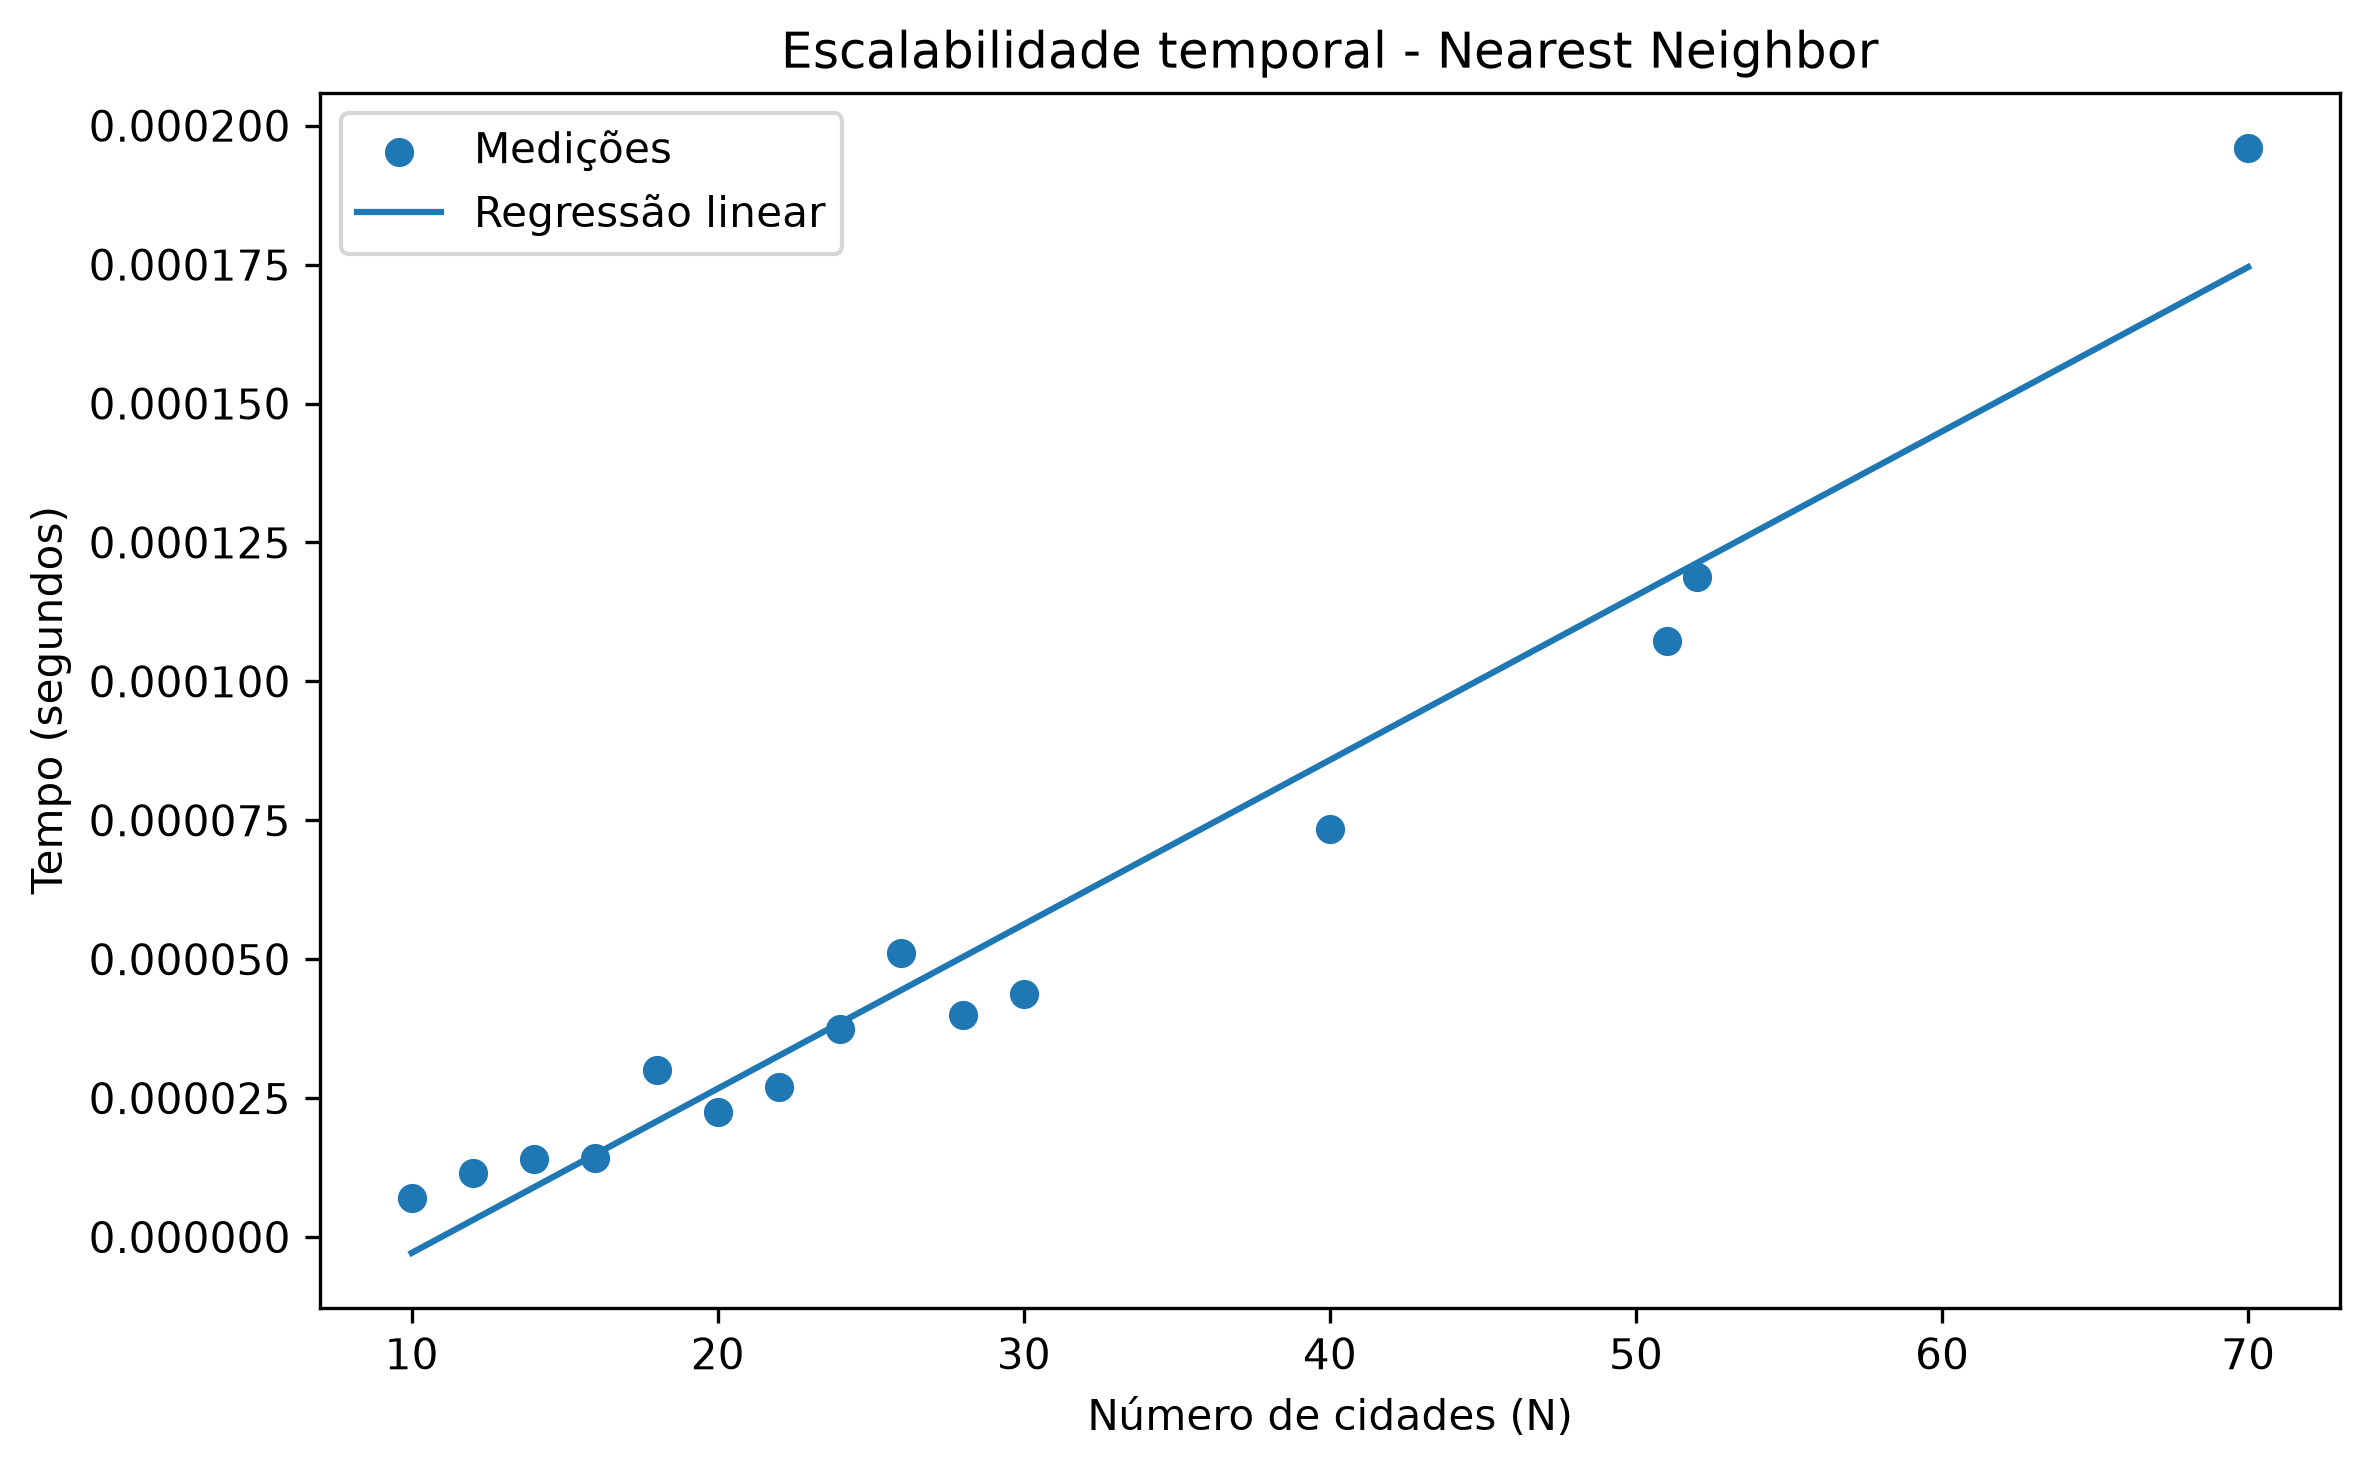 Escalabilidade temporal - Nearest Neighbor
Medições
Regressão linear
0.000200
0.000175
0.000150
0.000125
0.000100
0.000075
0.000050
0.000025
0.000000
Tempo (segundos)
10 20 30 40 50 60 70
Número de cidades (N)